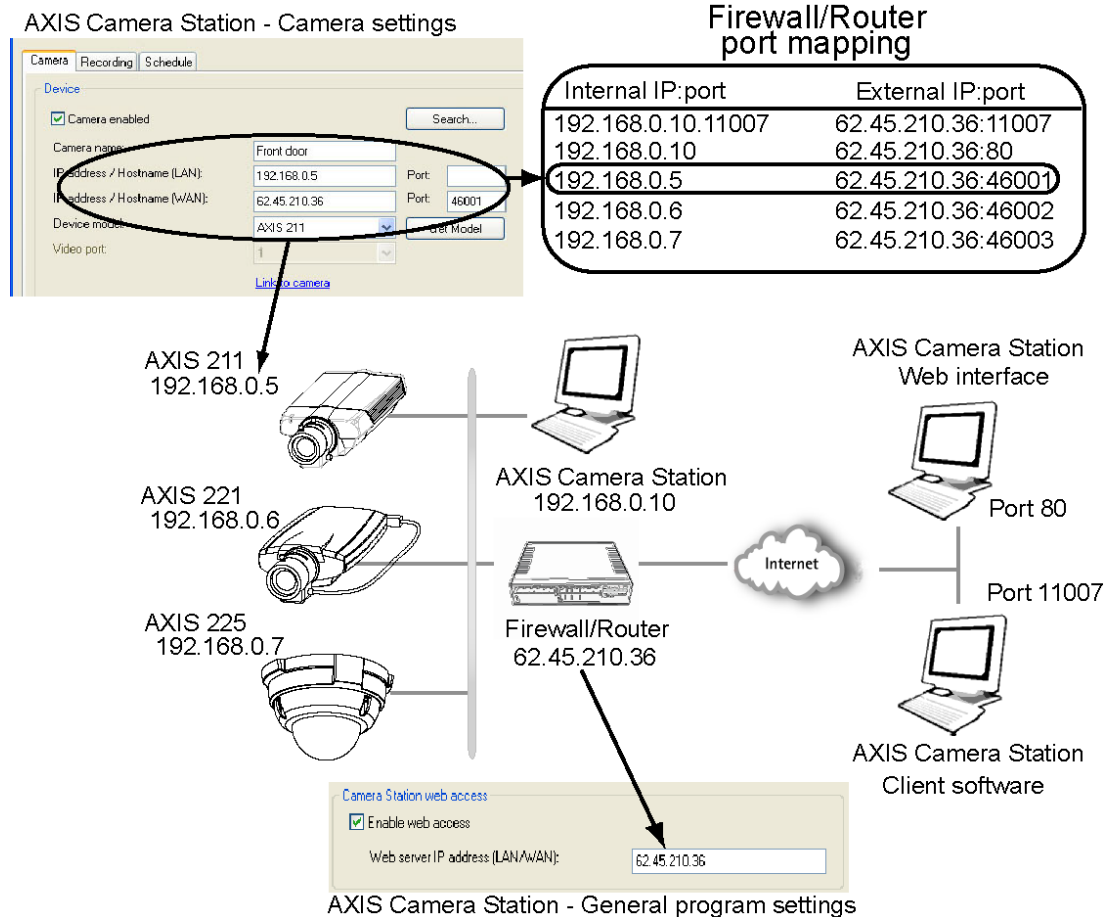 AXIS Camera Station - Camera settings
Camera Recording Schedule
Device
Camera enabled Search...
Camera name: Front door
IP address / Hostname (LAN): 192.168.0.5 Port:
IP address / Hostname (WAN): 62.45.210.36 Port: 46001
Device model: AXIS 211 Get Model
Video port: 1
Link to camera
Firewall/Router
port mapping
Internal IP:port External IP:port
192.168.0.10.11007 62.45.210.36:11007
192.168.0.10 62.45.210.36:80
192.168.0.5 62.45.210.36:46001
192.168.0.6 62.45.210.36:46002
192.168.0.7 62.45.210.36:46003
AXIS 211
192.168.0.5
AXIS 221
192.168.0.6
AXIS 225
192.168.0.7
AXIS Camera Station
192.168.0.10
Firewall/Router
62.45.210.36
Internet
AXIS Camera Station
Web interface
Port 80
Port 11007
AXIS Camera Station
Client software
Camera Station web access
Enable web access
Web server IP address (LAN/WAN): 62.45.210.36
AXIS Camera Station - General program settings